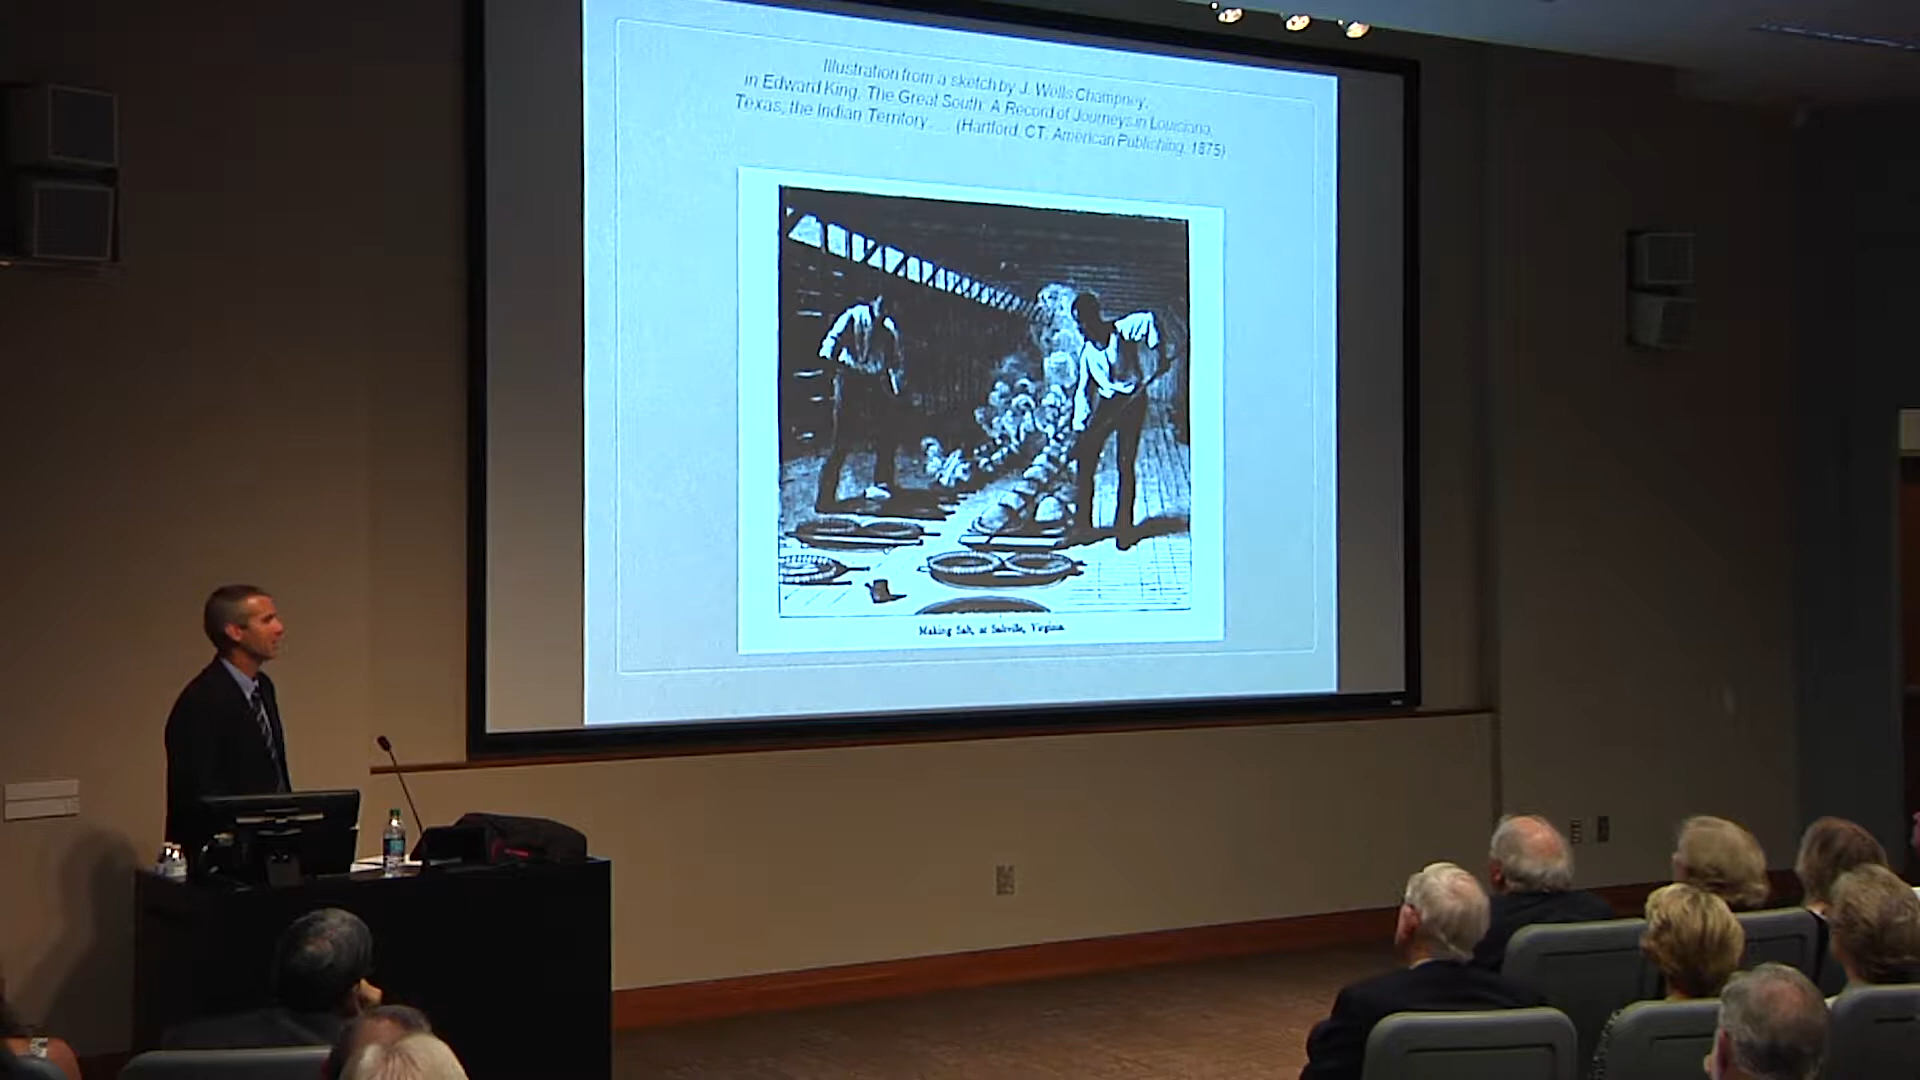 Illustration from a sketch by J. Wells Champney,
in Edward King, The Great South: A Record of Journeys in Louisiana,
Texas, the Indian Territory . . . (Hartford, CT: American Publishing, 1875)
Making Salt, at Saltville, Virginia